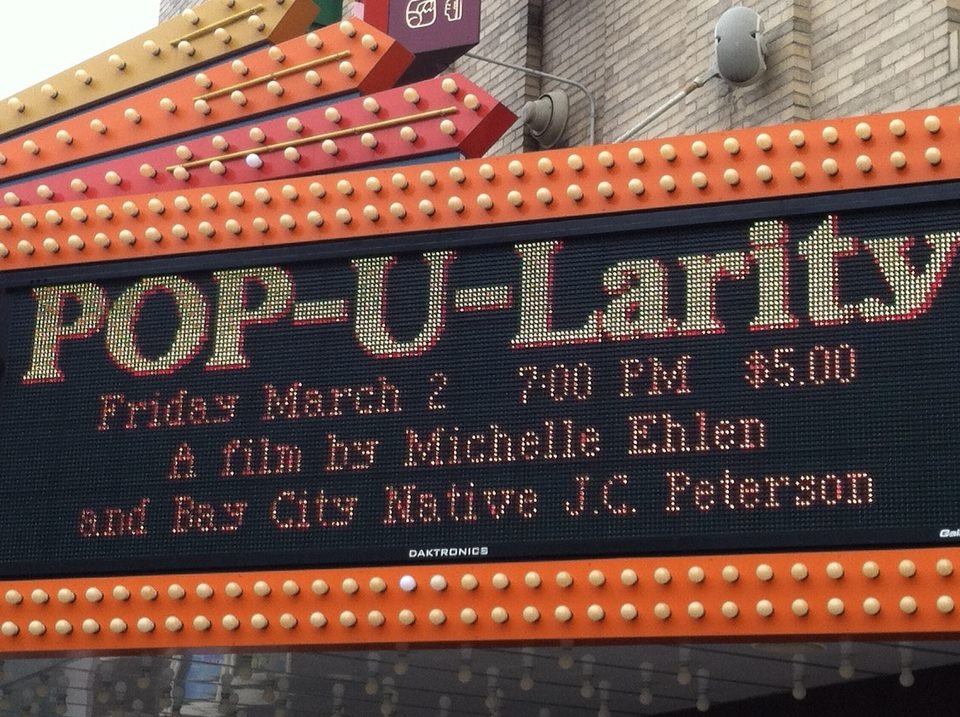 POP-U-Larity
Friday March 2 7:00 PM $5.00
A film by Michelle Ehlen
and Bay City Native J.C. Peterson
DAKTRONICS